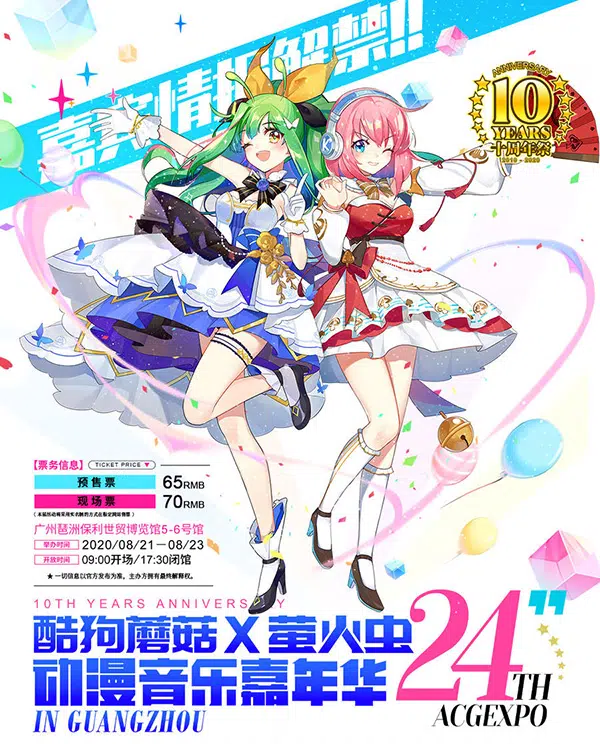 嘉宾情报解禁!!
ANNIVERSARY
10
YEARS
十周年祭
2010 - 2020
【票务信息】 TICKET PRICE ▼
预售票 65RMB
现场票 70RMB
广州琶洲保利世贸博览馆5-6号馆
举办时间 2020/08/21—08/23
开放时间 09:00开场/17:30闭馆
★ 一切信息以官方发布为准，主办方拥有最终解释权。
10TH YEARS ANNIVERSARY
酷狗蘑菇 X 萤火虫
动漫音乐嘉年华
24TH
IN GUANGZHOU
ACGEXPO